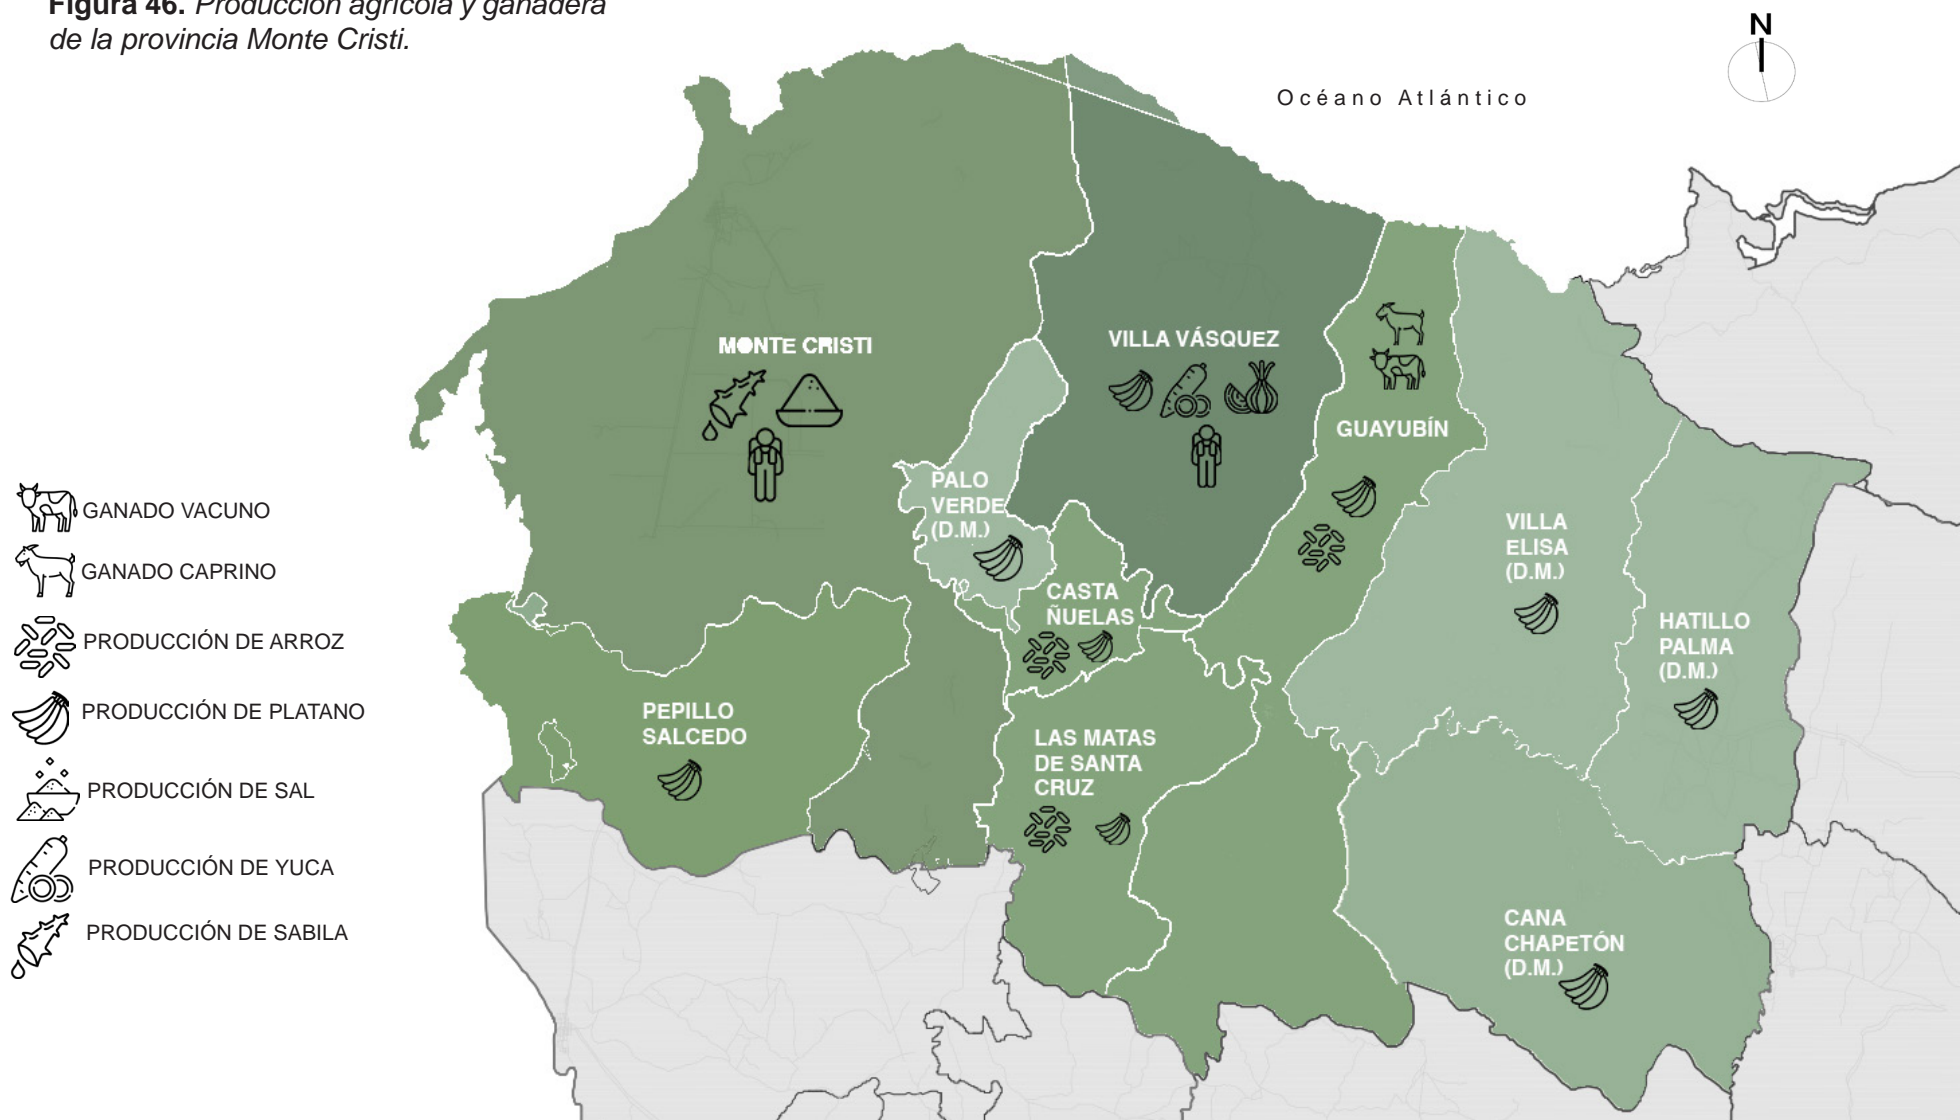 Figura 46. Producción agrícola y ganadera
de la provincia Monte Cristi.
N
Océano Atlántico
MONTE CRISTI
VILLA VÁSQUEZ
GUAYUBÍN
PALO
VERDE
(D.M.)
CASTA
ÑUELAS
VILLA
ELISA
(D.M.)
HATILLO
PALMA
(D.M.)
PEPILLO
SALCEDO
LAS MATAS
DE SANTA
CRUZ
CANA
CHAPETÓN
(D.M.)
GANADO VACUNO
GANADO CAPRINO
PRODUCCIÓN DE ARROZ
PRODUCCIÓN DE PLATANO
PRODUCCIÓN DE SAL
PRODUCCIÓN DE YUCA
PRODUCCIÓN DE SABILA